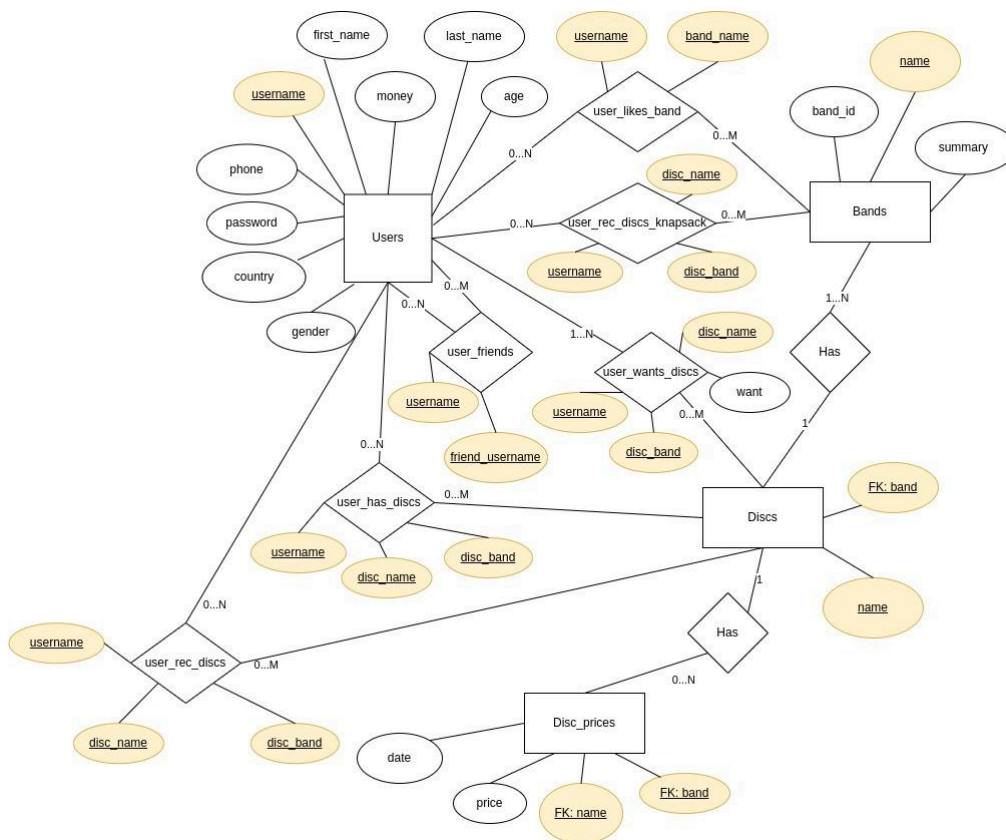 first_name
last_name
username
band_name
name
username
money
age
user_likes_band
band_id
summary
phone
0...N
0...M
disc_name
password
Users
0...N
user_rec_discs_knapsack
0...M
Bands
country
username
disc_band
0...M
0...N
1...N
gender
1...N
disc_name
user_friends
Has
user_wants_discs
want
username
username
0...M
1
disc_band
0...N
friend_username
FK: band
user_has_discs
0...M
Discs
username
disc_name
disc_band
1
name
0...N
Has
username
user_rec_discs
0...M
0...N
Disc_prices
disc_name
disc_band
date
price
FK: name
FK: band